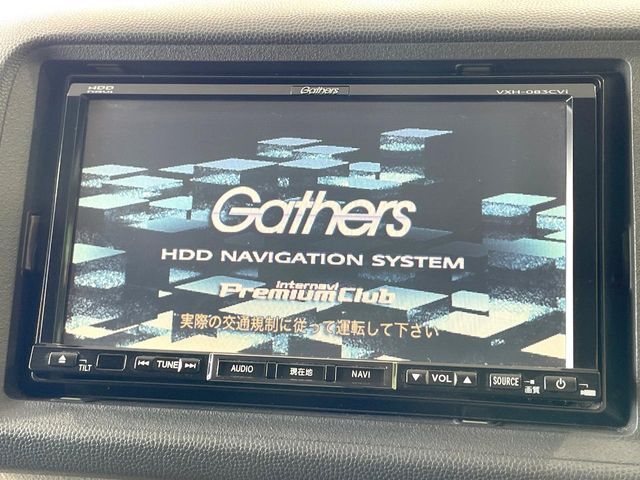 HDD
NAVI
Gathers
VXH-083CVi
Gathers
HDD NAVIGATION SYSTEM
internavi
Premium Club
実際の交通規制に従って運転して下さい
TILT
TUNE
AUDIO
現在地
NAVI
VOL
SOURCE
画質